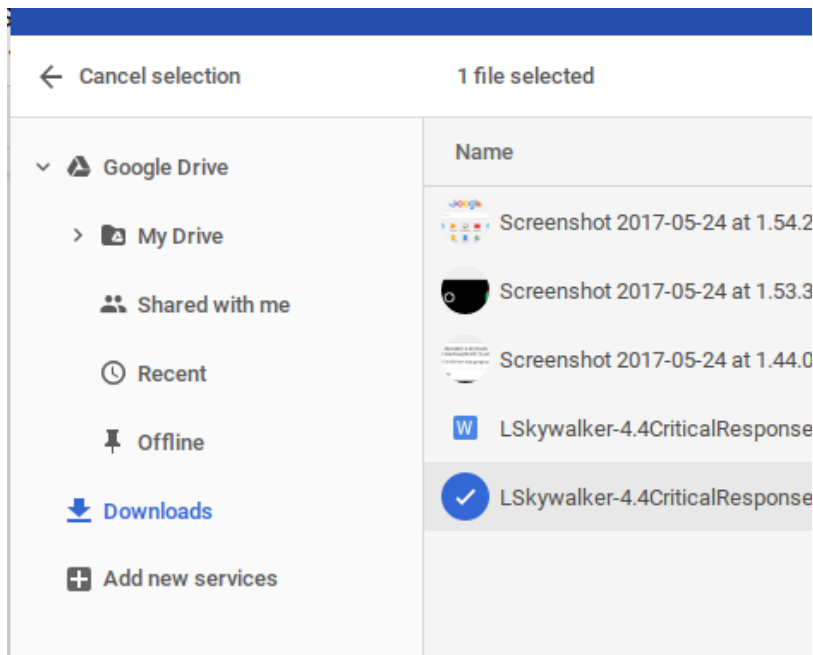 Cancel selection
1 file selected
Google Drive
My Drive
Shared with me
Recent
Offline
Downloads
Add new services
Name
Screenshot 2017-05-24 at 1.54.2
Screenshot 2017-05-24 at 1.53.3
Screenshot 2017-05-24 at 1.44.0
W
LSkywalker-4.4CriticalResponse
LSkywalker-4.4CriticalResponse